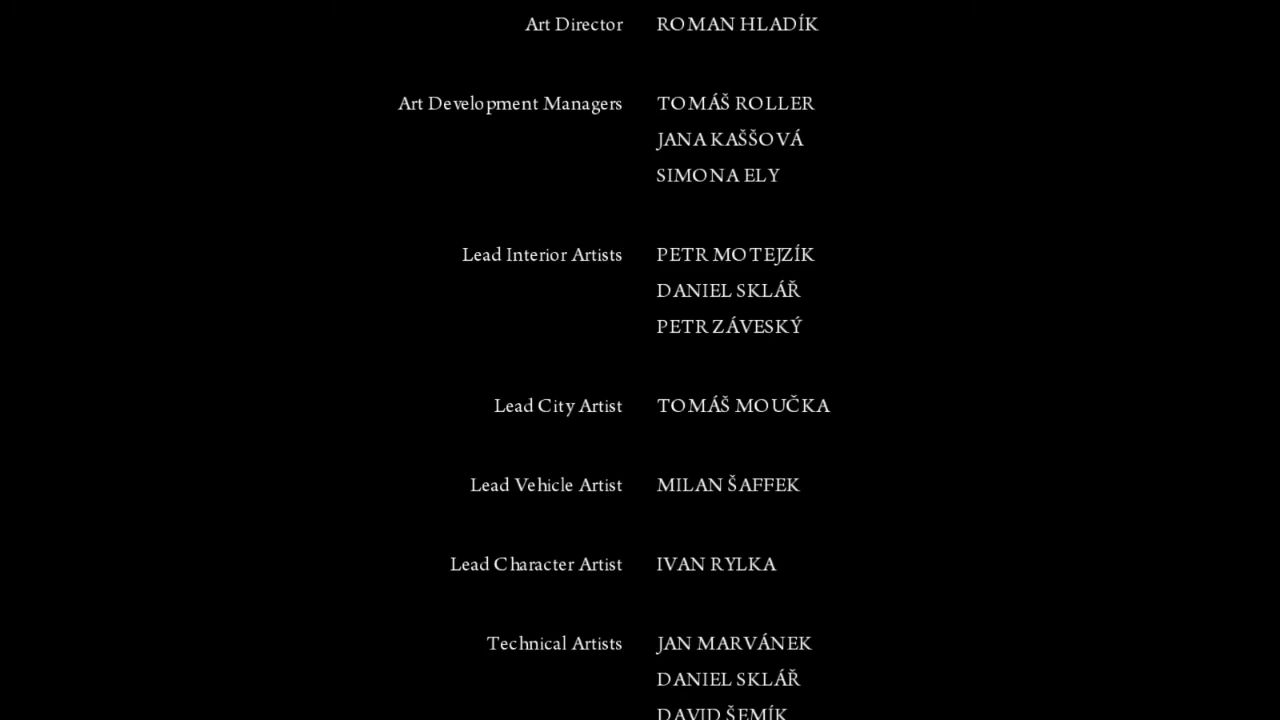 Art Director ROMAN HLADÍK
Art Development Managers TOMÁŠ ROLLER
JANA KAŠŠOVÁ
SIMONA ELY
Lead Interior Artists PETR MOTEJZÍK
DANIEL SKLÁŘ
PETR ZÁVESKÝ
Lead City Artist TOMÁŠ MOUČKA
Lead Vehicle Artist MILAN ŠAFFEK
Lead Character Artist IVAN RYLKA
Technical Artists JAN MARVÁNEK
DANIEL SKLÁŘ
DAVID ŠEMÍK